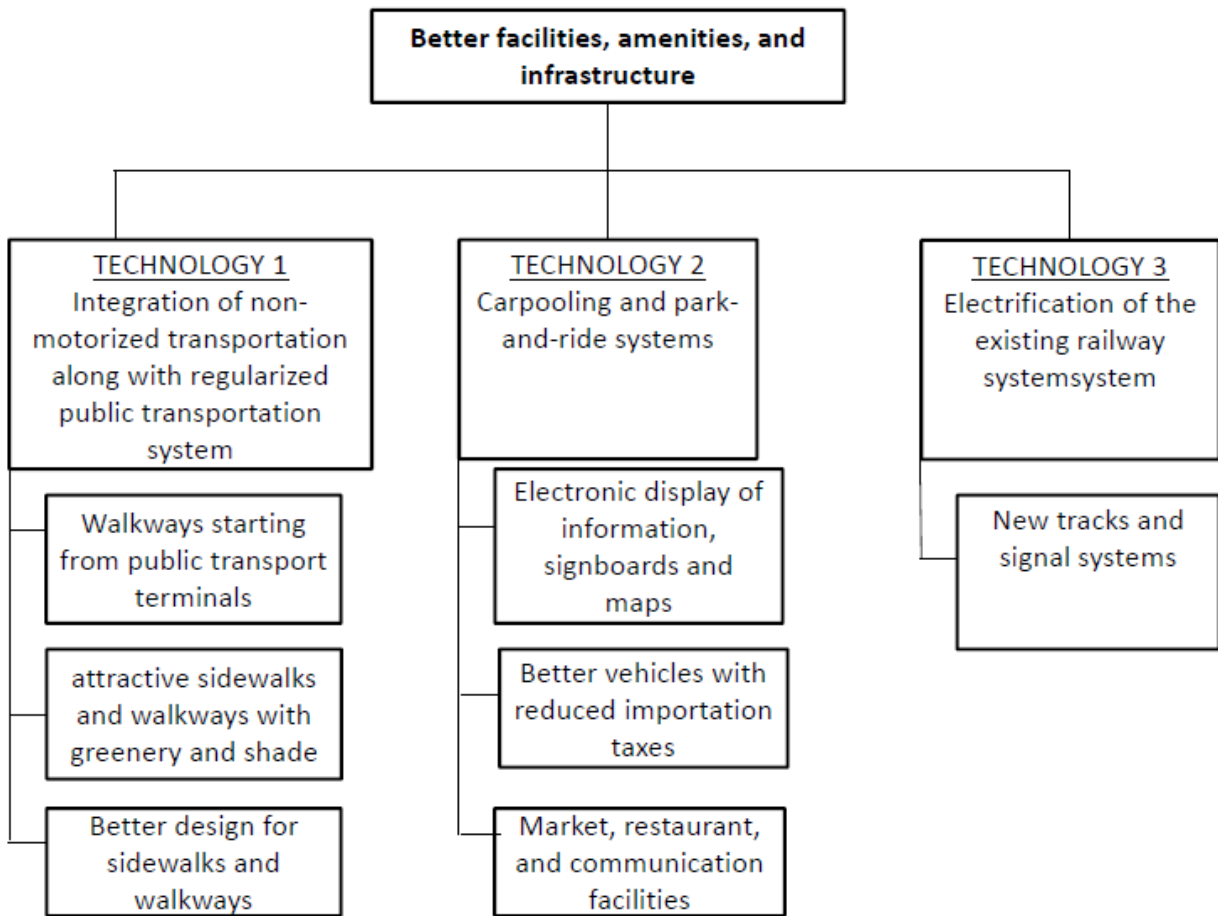 Better facilities, amenities, and
infrastructure
TECHNOLOGY 1
Integration of non-
motorized transportation
along with regularized
public transportation
system
Walkways starting
from public transport
terminals
attractive sidewalks
and walkways with
greenery and shade
Better design for
sidewalks and
walkways
TECHNOLOGY 2
Carpooling and park-
and-ride systems
Electronic display of
information,
signboards and
maps
Better vehicles with
reduced importation
taxes
Market, restaurant,
and communication
facilities
TECHNOLOGY 3
Electrification of the
existing railway
systemsystem
New tracks and
signal systems